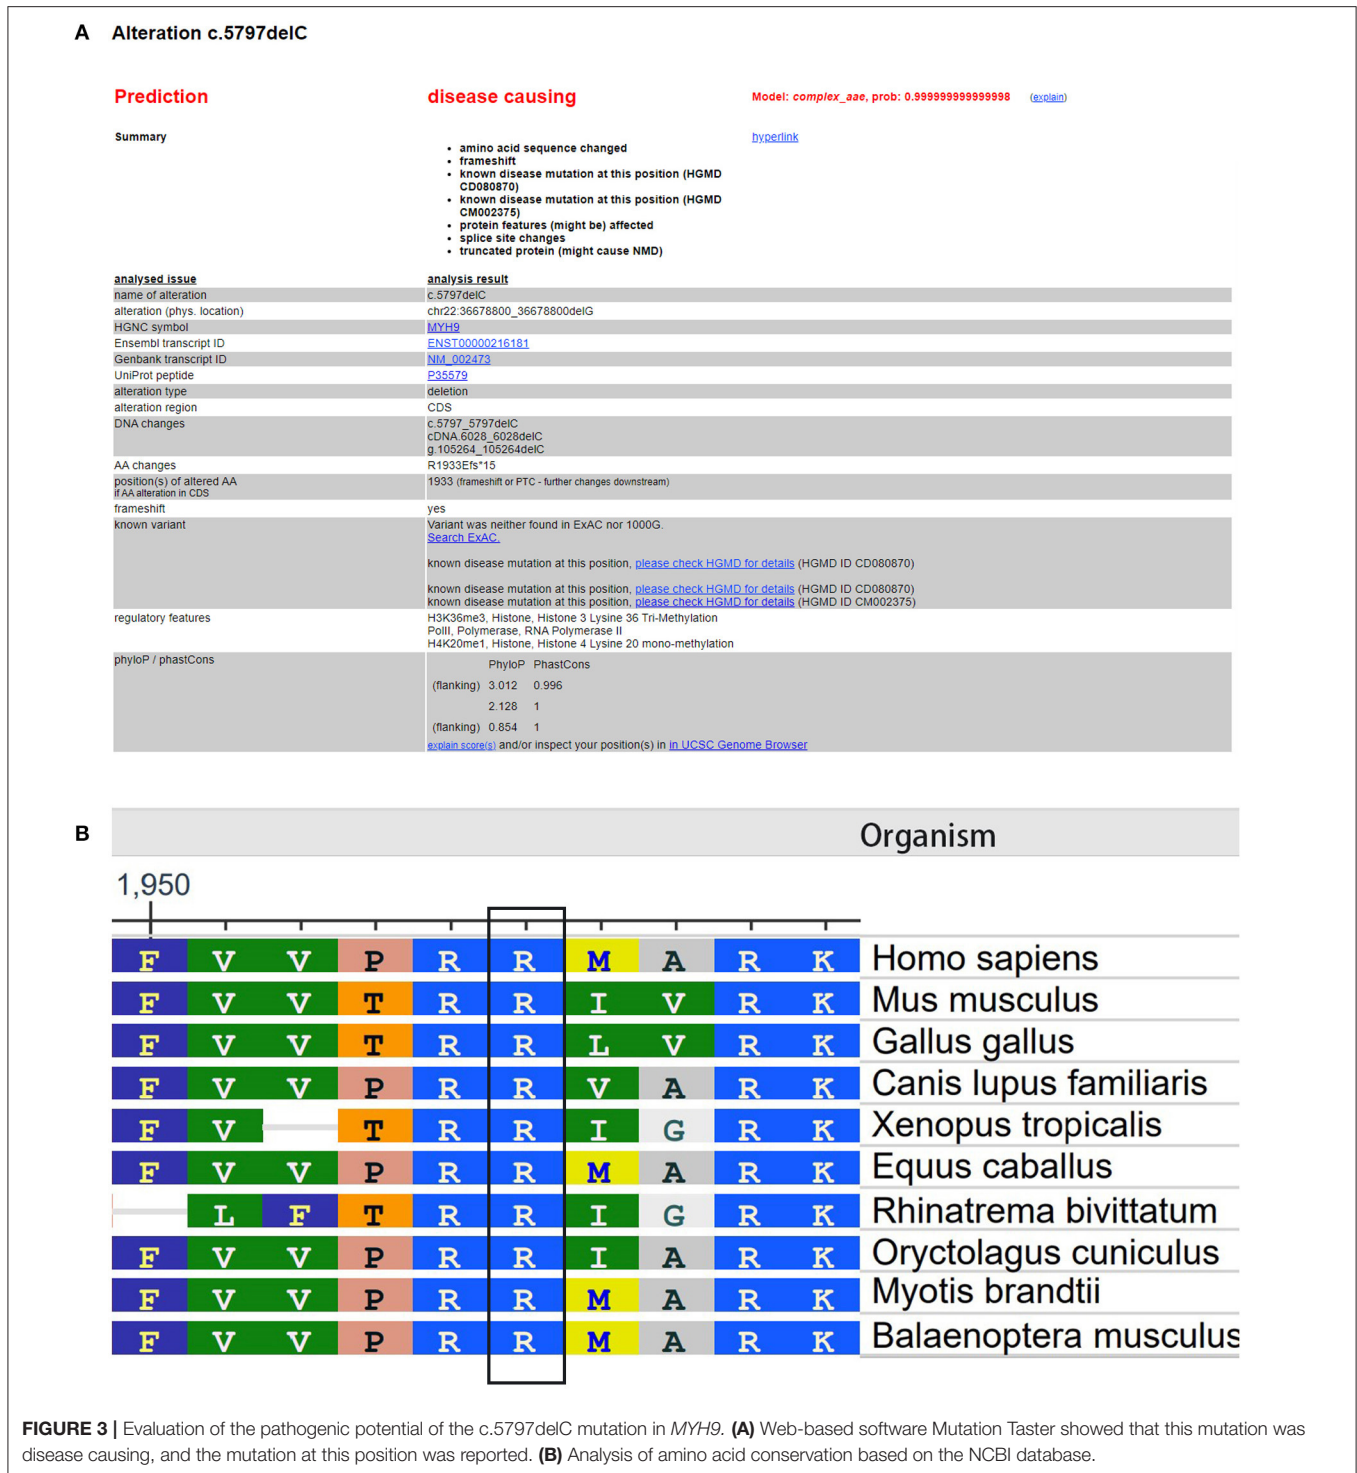 A Alteration c.5797delC
Prediction disease causing Model: complex_aae, prob: 0.999999999999998 (explain)
Summary hyperlink
• amino acid sequence changed
• frameshift
• known disease mutation at this position (HGMD
CD080870)
• known disease mutation at this position (HGMD
CM002375)
• protein features (might be) affected
• splice site changes
• truncated protein (might cause NMD)
analysed issue analysis result
name of alteration c.5797delC
alteration (phys. location) chr22:36678800_36678800delG
HGNC symbol MYH9
Ensembl transcript ID ENST00000216181
Genbank transcript ID NM_002473
UniProt peptide P35579
alteration type deletion
alteration region CDS
DNA changes c.5797_5797delC
cDNA.6028_6028delC
g.105264_105264delC
AA changes R1933Efs*15
position(s) of altered AA 1933 (frameshift or PTC - further changes downstream)
if AA alteration in CDS
frameshift yes
known variant Variant was neither found in ExAC nor 1000G.
Search ExAC.
known disease mutation at this position, please check HGMD for details (HGMD ID CD080870)
known disease mutation at this position, please check HGMD for details (HGMD ID CD080870)
known disease mutation at this position, please check HGMD for details (HGMD ID CM002375)
regulatory features H3K36me3, Histone, Histone 3 Lysine 36 Tri-Methylation
PolII, Polymerase, RNA Polymerase II
H4K20me1, Histone, Histone 4 Lysine 20 mono-methylation
phyloP / phastCons PhyloP PhastCons
(flanking) 3.012 0.996
2.128 1
(flanking) 0.854 1
explain score(s) and/or inspect your position(s) in in UCSC Genome Browser
B Organism
1,950
F V V P R R M A R K Homo sapiens
F V V T R R I V R K Mus musculus
F V V T R R L V R K Gallus gallus
F V V P R R V A R K Canis lupus familiaris
F V T R R I G R K Xenopus tropicalis
F V V P R R M A R K Equus caballus
L F T R R I G R K Rhinatrema bivittatum
F V V P R R I A R K Oryctolagus cuniculus
F V V P R R M A R K Myotis brandtii
F V V P R R M A R K Balaenoptera musculus
FIGURE 3 | Evaluation of the pathogenic potential of the c.5797delC mutation in MYH9. (A) Web-based software Mutation Taster showed that this mutation was
disease causing, and the mutation at this position was reported. (B) Analysis of amino acid conservation based on the NCBI database.